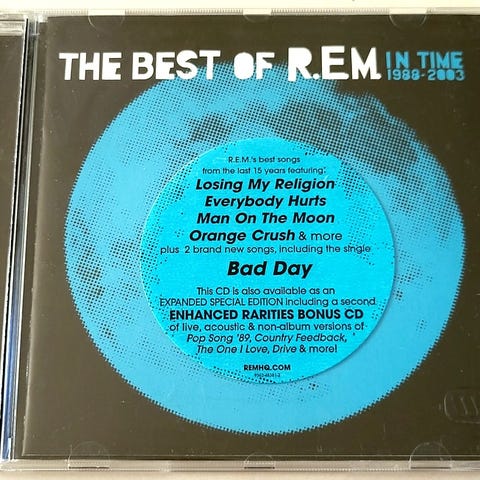 THE BEST OF R.E.M. IN TIME
1988-2003
R.E.M.'s best songs
from the last 15 years featuring:
Losing My Religion
Everybody Hurts
Man On The Moon
Orange Crush & more
plus 2 brand new songs, including the single
Bad Day
This CD is also available as an
EXPANDED SPECIAL EDITION including a second
ENHANCED RARITIES BONUS CD
of live, acoustic & non-album versions of
Pop Song '89, Country Feedback,
The One I Love, Drive & more!
REMHQ.COM